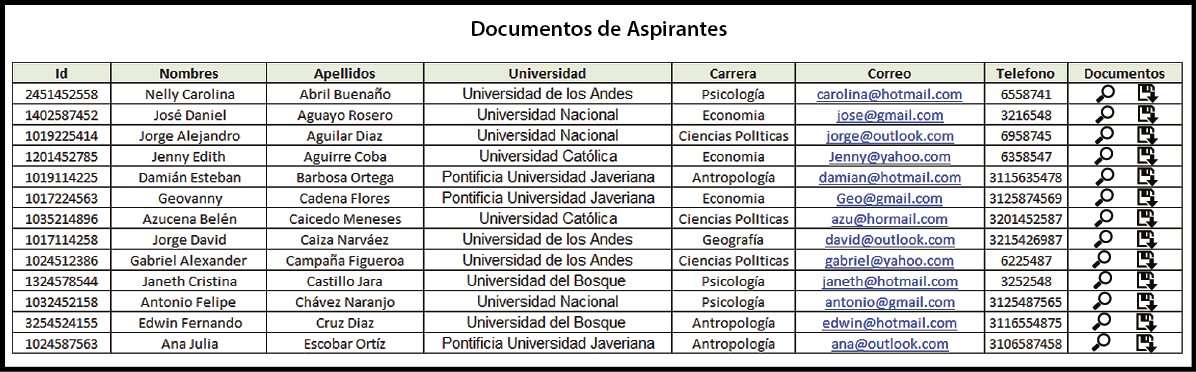 Documentos de Aspirantes
Id Nombres Apellidos Universidad Carrera Correo Telefono Documentos
2451452558 Nelly Carolina Abril Buenaño Universidad de los Andes Psicología carolina@hotmail.com 6558741
1402587452 José Daniel Aguayo Rosero Universidad Nacional Economia jose@gmail.com 3216548
1019225414 Jorge Alejandro Aguilar Diaz Universidad Nacional Ciencias Políticas jorge@outlook.com 6958745
1201452785 Jenny Edith Aguirre Coba Universidad Católica Economia Jenny@yahoo.com 6358547
1019114225 Damián Esteban Barbosa Ortega Pontificia Universidad Javeriana Antropología damian@hotmail.com 3115635478
1017224563 Geovanny Cadena Flores Pontificia Universidad Javeriana Economia Geo@gmail.com 3125874569
1035214896 Azucena Belén Caicedo Meneses Universidad Católica Ciencias Políticas azu@hormail.com 3201452587
1017114258 Jorge David Caiza Narváez Universidad de los Andes Geografía david@outlook.com 3215426987
1024512386 Gabriel Alexander Campaña Figueroa Universidad de los Andes Ciencias Políticas gabriel@yahoo.com 6225487
1324578544 Janeth Cristina Castillo Jara Universidad del Bosque Psicología janeth@hotmail.com 3252548
1032452158 Antonio Felipe Chávez Naranjo Universidad Nacional Psicología antonio@gmail.com 3125487565
3254524155 Edwin Fernando Cruz Diaz Universidad del Bosque Antropología edwin@hotmail.com 3116554875
1024587563 Ana Julia Escobar Ortíz Pontificia Universidad Javeriana Antropología ana@outlook.com 3106587458